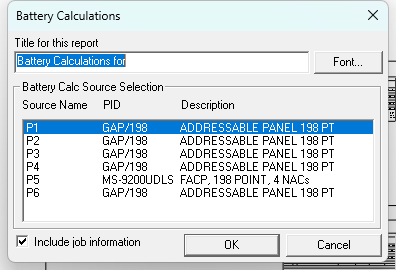 Battery Calculations
Title for this report
Battery Calculations for
Font...
Battery Calc Source Selection
Source Name PID Description
P1 GAP/198 ADDRESSABLE PANEL 198 PT
P2 GAP/198 ADDRESSABLE PANEL 198 PT
P3 GAP/198 ADDRESSABLE PANEL 198 PT
P4 GAP/198 ADDRESSABLE PANEL 198 PT
P5 MS-9200UDLS FACP, 198 POINT, 4 NACs
P6 GAP/198 ADDRESSABLE PANEL 198 PT
Include job information
OK
Cancel